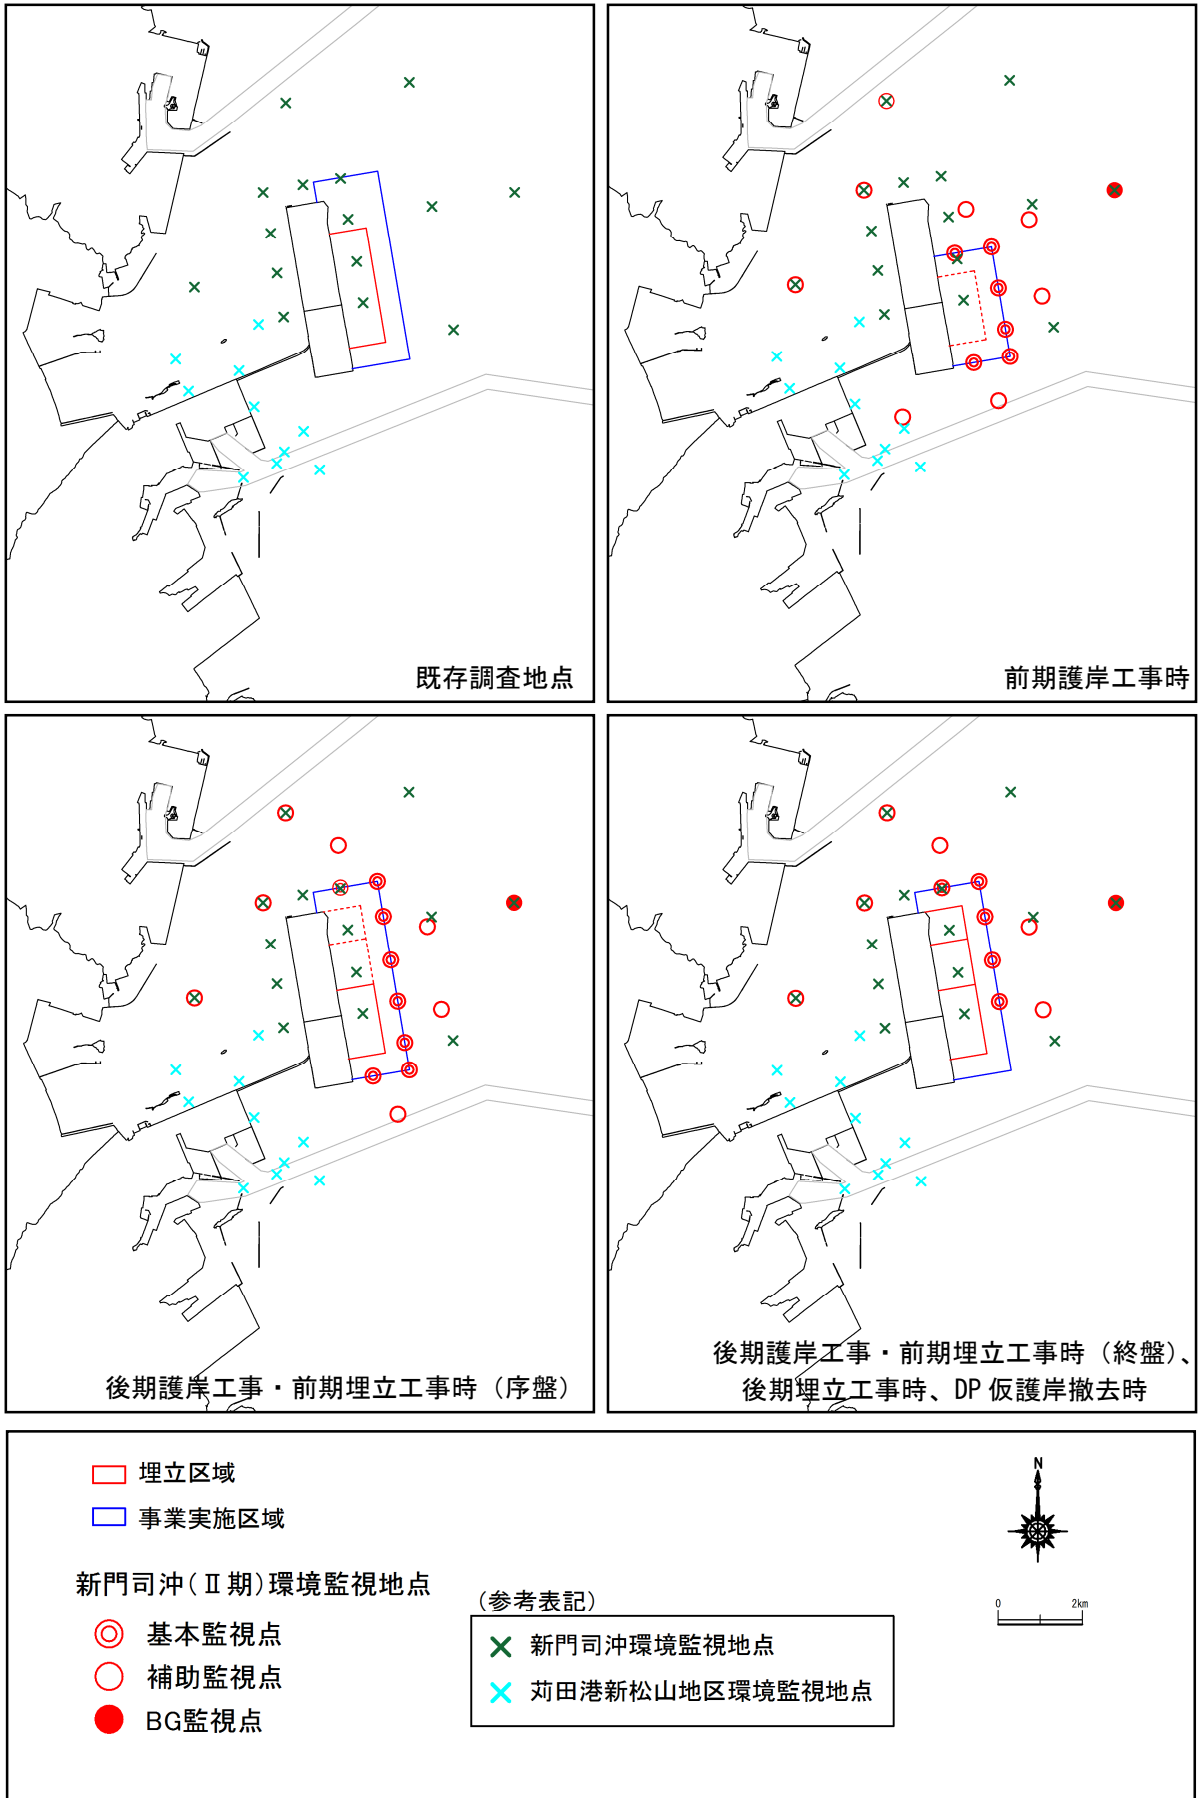 既存調査地点
前期護岸工事時
後期護岸工事・前期埋立工事時（序盤）
後期護岸工事・前期埋立工事時（終盤）、
後期埋立工事時、DP仮護岸撤去時
埋立区域
事業実施区域
新門司沖(Ⅱ期)環境監視地点
基本監視点
補助監視点
BG監視点
(参考表記)
新門司沖環境監視地点
苅田港新松山地区環境監視地点
N
0 2km